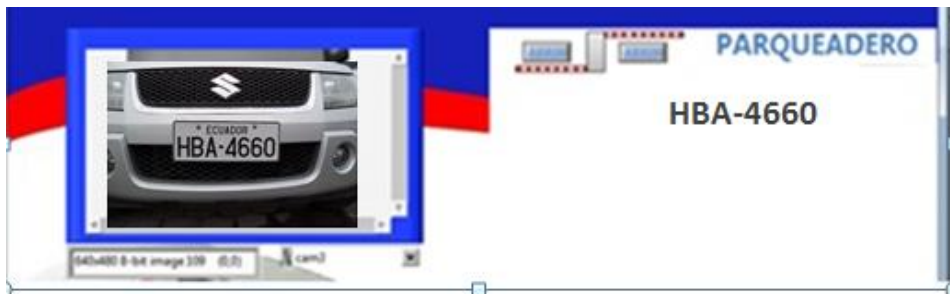 * ECUADOR *
HBA-4660
640x480 8-bit image 109 (0,0)
cam2
PARQUEADERO
HBA-4660